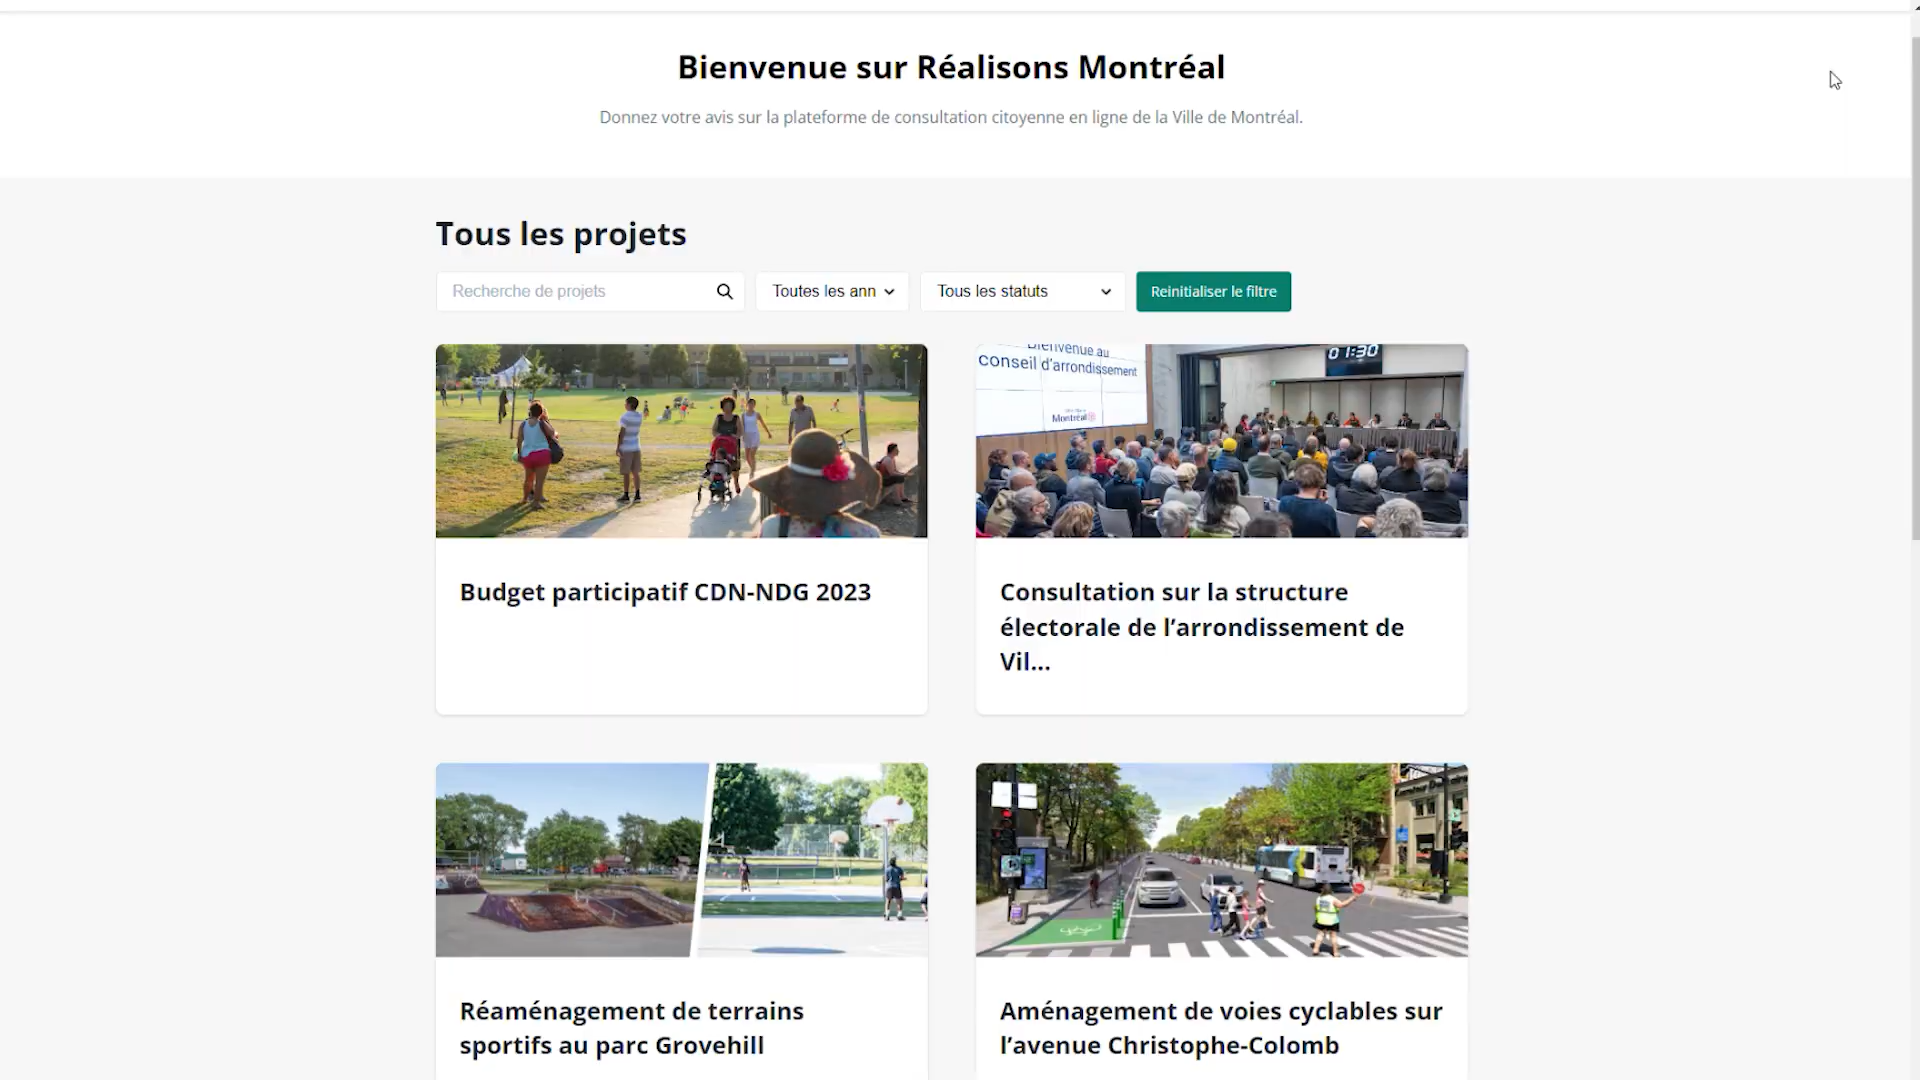 Bienvenue sur Réalisons Montréal
Donnez votre avis sur la plateforme de consultation citoyenne en ligne de la Ville de Montréal.
Tous les projets
Recherche de projets
Toutes les ann
Tous les statuts
Reinitialiser le filtre
Bienvenue au
conseil d'arrondissement
Montréal
01:30
Budget participatif CDN-NDG 2023
Consultation sur la structure
électorale de l’arrondissement de
Vil...
Réaménagement de terrains
sportifs au parc Grovehill
Aménagement de voies cyclables sur
l’avenue Christophe-Colomb